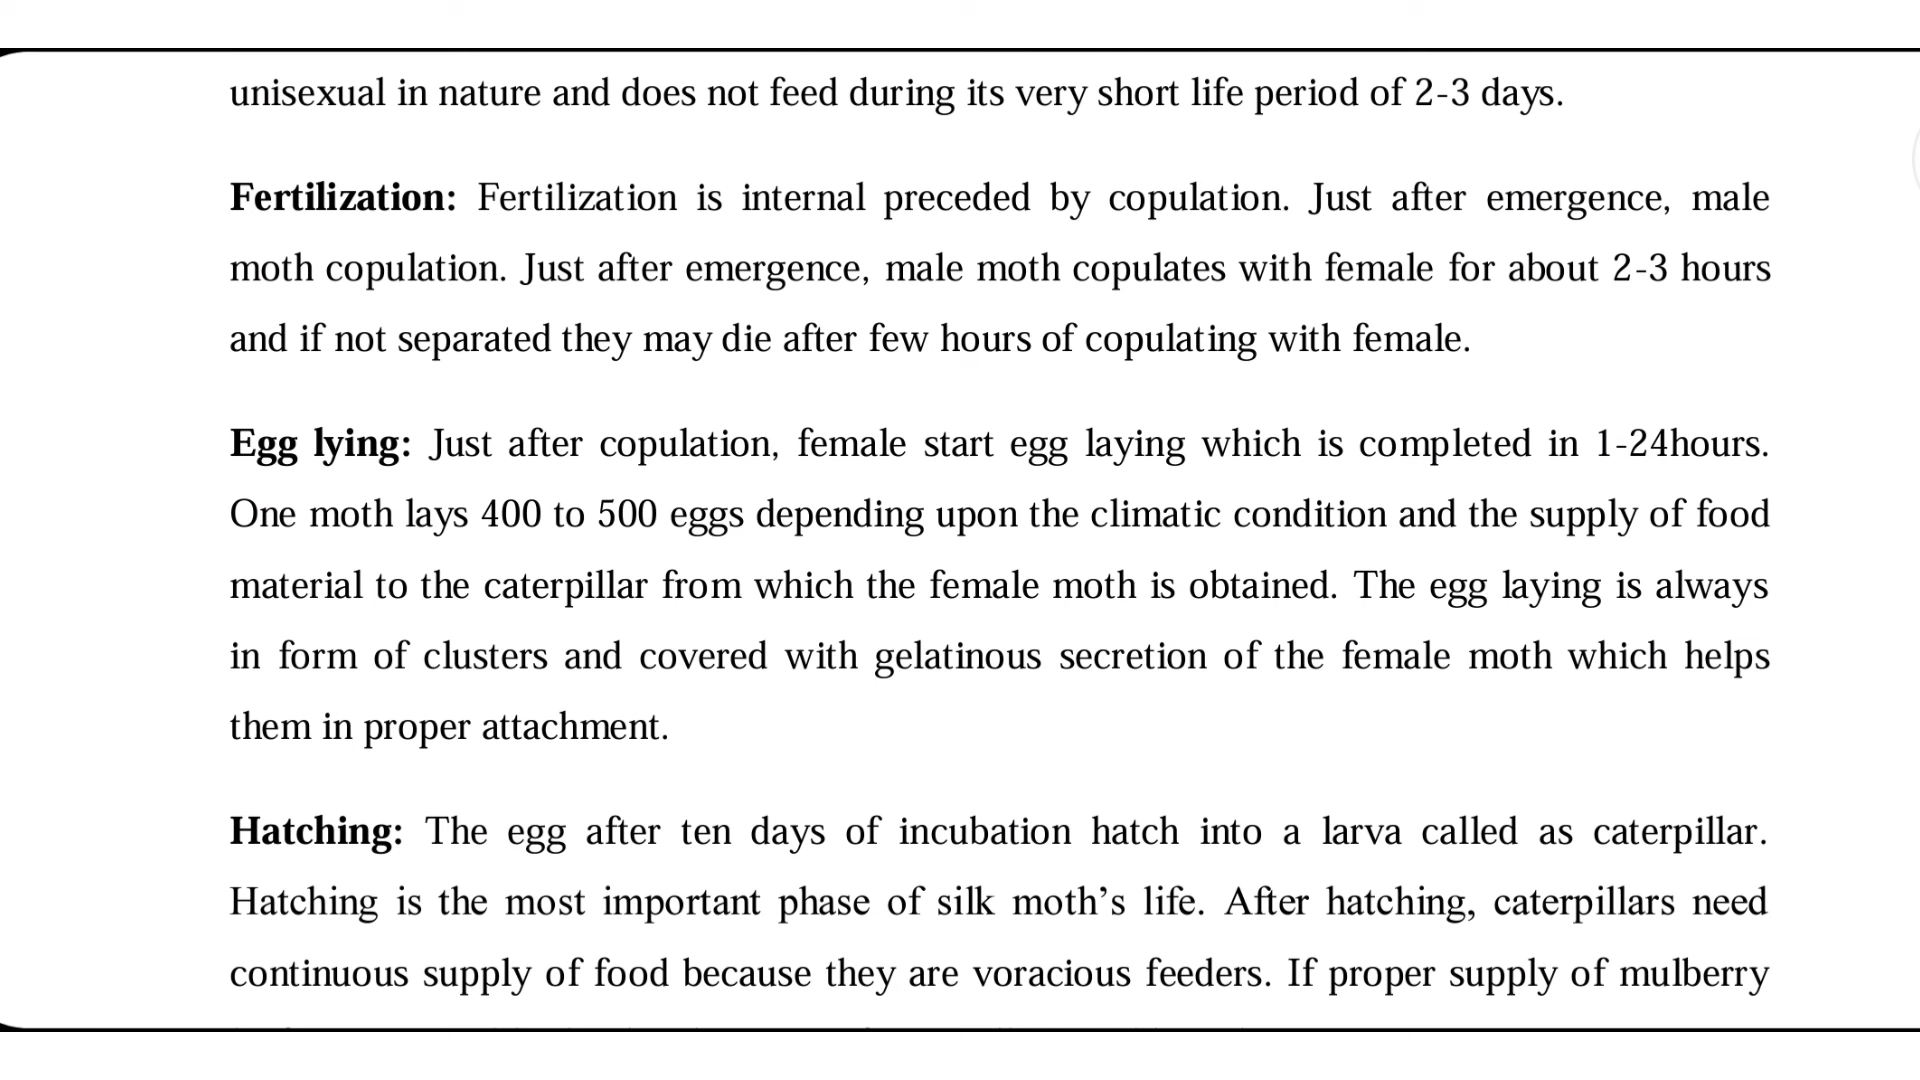 unisexual in nature and does not feed during its very short life period of 2-3 days.
Fertilization: Fertilization is internal preceded by copulation. Just after emergence, male
moth copulation. Just after emergence, male moth copulates with female for about 2-3 hours
and if not separated they may die after few hours of copulating with female.
Egg lying: Just after copulation, female start egg laying which is completed in 1-24hours.
One moth lays 400 to 500 eggs depending upon the climatic condition and the supply of food
material to the caterpillar from which the female moth is obtained. The egg laying is always
in form of clusters and covered with gelatinous secretion of the female moth which helps
them in proper attachment.
Hatching: The egg after ten days of incubation hatch into a larva called as caterpillar.
Hatching is the most important phase of silk moth’s life. After hatching, caterpillars need
continuous supply of food because they are voracious feeders. If proper supply of mulberry